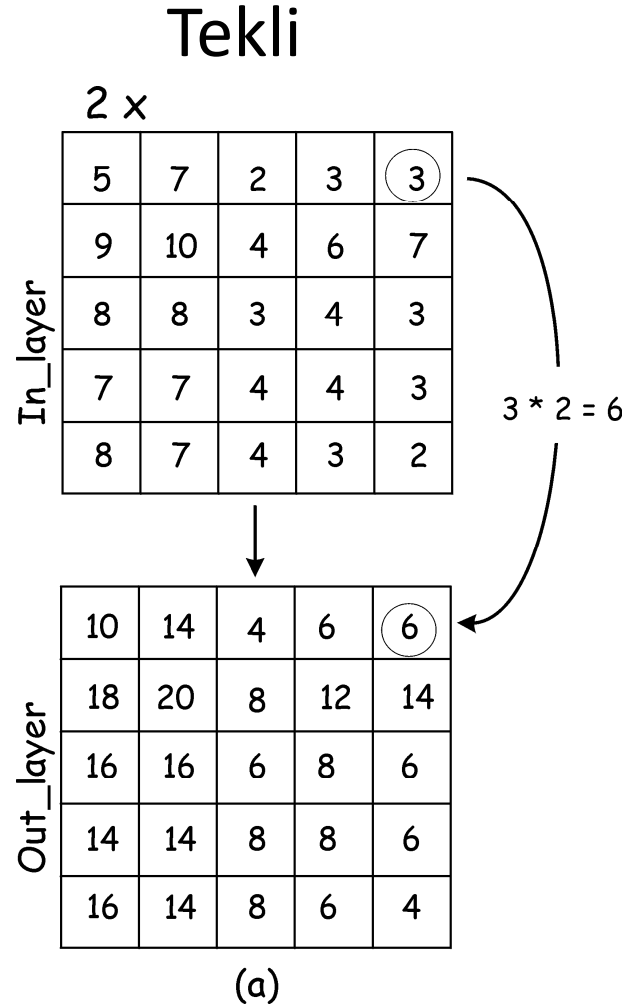 Tekli
2 x
In_layer
5 7 2 3 3
9 10 4 6 7
8 8 3 4 3
7 7 4 4 3
8 7 4 3 2
3 * 2 = 6
Out_layer
10 14 4 6 6
18 20 8 12 14
16 16 6 8 6
14 14 8 8 6
16 14 8 6 4
(a)